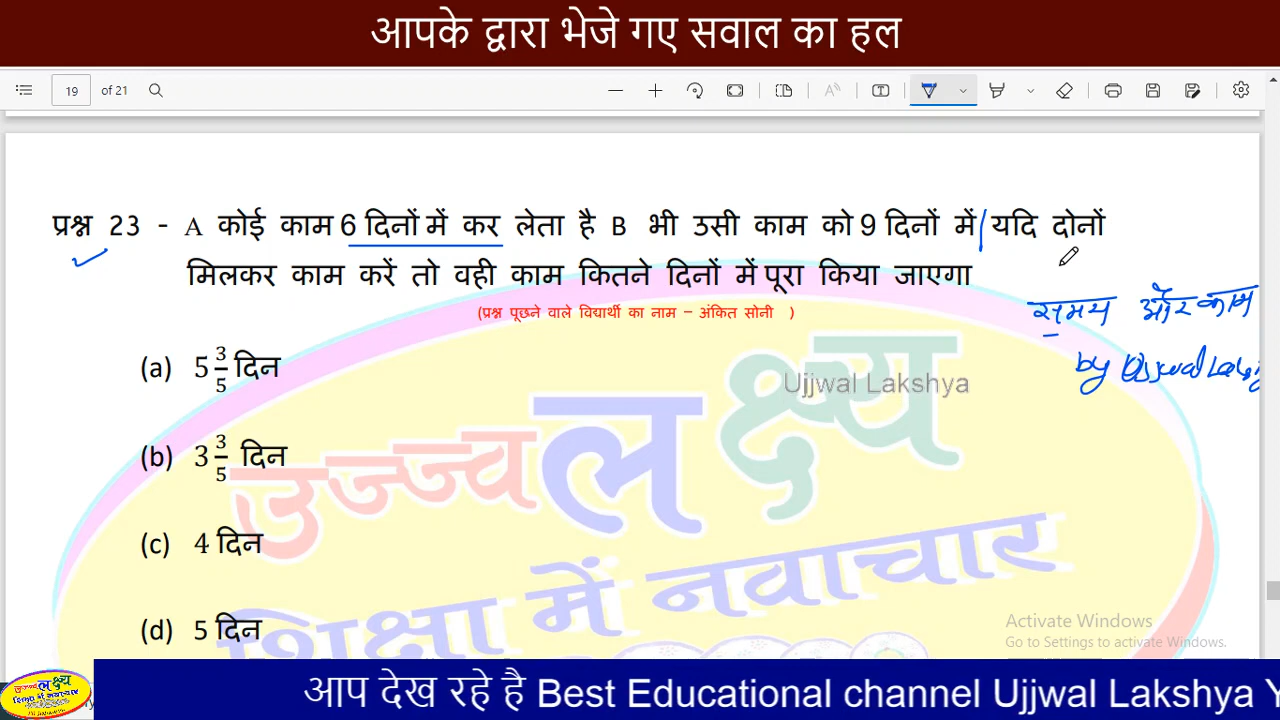 आपके द्वारा भेजे गए सवाल का हल
19 of 21
प्रश्न 23 - A कोई काम 6 दिनों में कर लेता है B भी उसी काम को 9 दिनों में यदि दोनों
मिलकर काम करें तो वही काम कितने दिनों में पूरा किया जाएगा
(प्रश्न पूछने वाले विद्यार्थी का नाम – अंकित सोनी )
समय और काम
by Ujjwal
(a) 5 3/5 दिन
Ujjwal Lakshya
(b) 3 3/5 दिन
(c) 4 दिन
(d) 5 दिन
उज्ज्वल लक्ष्य
शिक्षा में नवाचार
Activate Windows
Go to Settings to activate Windows.
आप देख रहे है Best Educational channel Ujjwal Lakshya Y